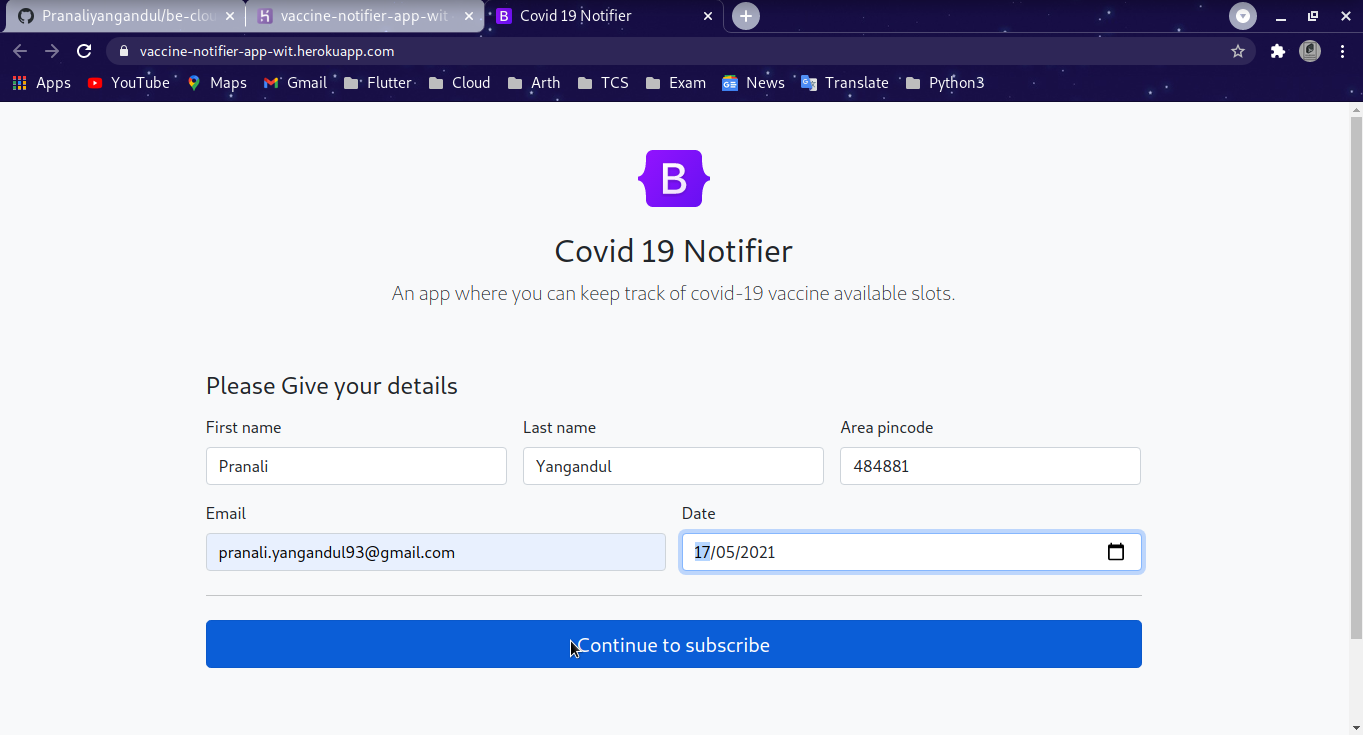 Pranaliyangandul/be-clou
vaccine-notifier-app-wit
Covid 19 Notifier
vaccine-notifier-app-wit.herokuapp.com
Apps YouTube Maps Gmail Flutter Cloud Arth TCS Exam News Translate Python3
B
Covid 19 Notifier
An app where you can keep track of covid-19 vaccine available slots.
Please Give your details
First name Last name Area pincode
Pranali Yangandul 484881
Email Date
pranali.yangandul93@gmail.com 17/05/2021
Continue to subscribe